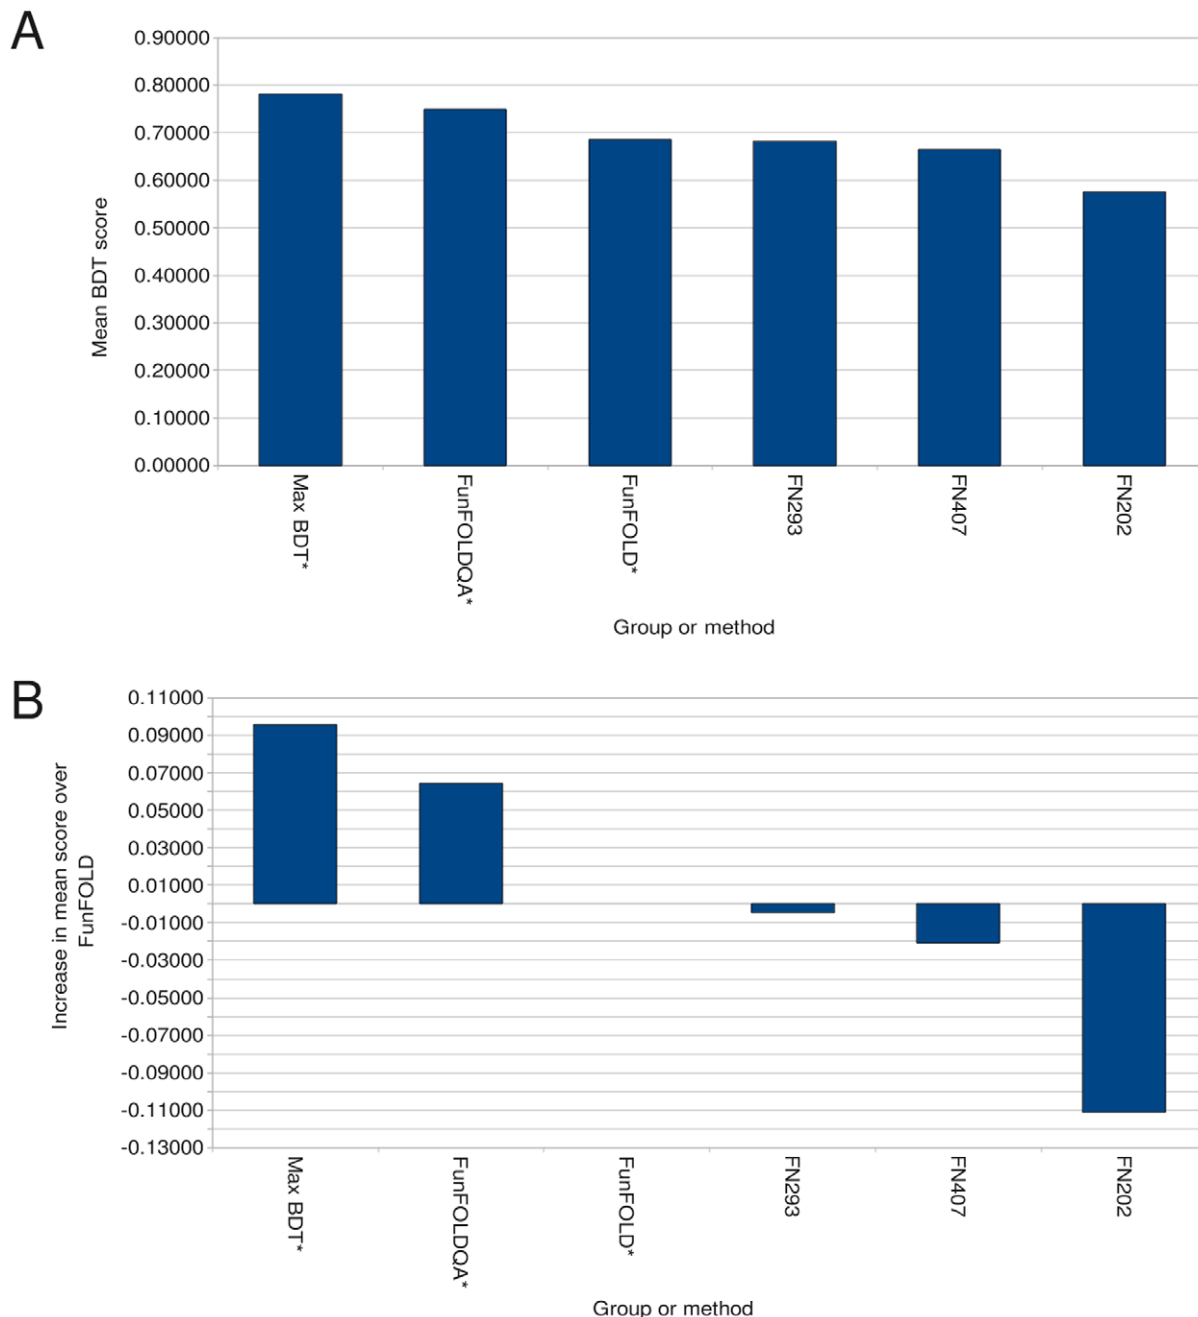 A
0.90000
0.80000
0.70000
0.60000
0.50000
0.40000
0.30000
0.20000
0.10000
0.00000
Mean BDT score
Max BDT*
FunFOLDQA*
FunFOLD*
FN293
FN407
FN202
Group or method
B
0.11000
0.09000
0.07000
0.05000
0.03000
0.01000
-0.01000
-0.03000
-0.05000
-0.07000
-0.09000
-0.11000
-0.13000
Increase in mean score over
FunFOLD
Max BDT*
FunFOLDQA*
FunFOLD*
FN293
FN407
FN202
Group or method